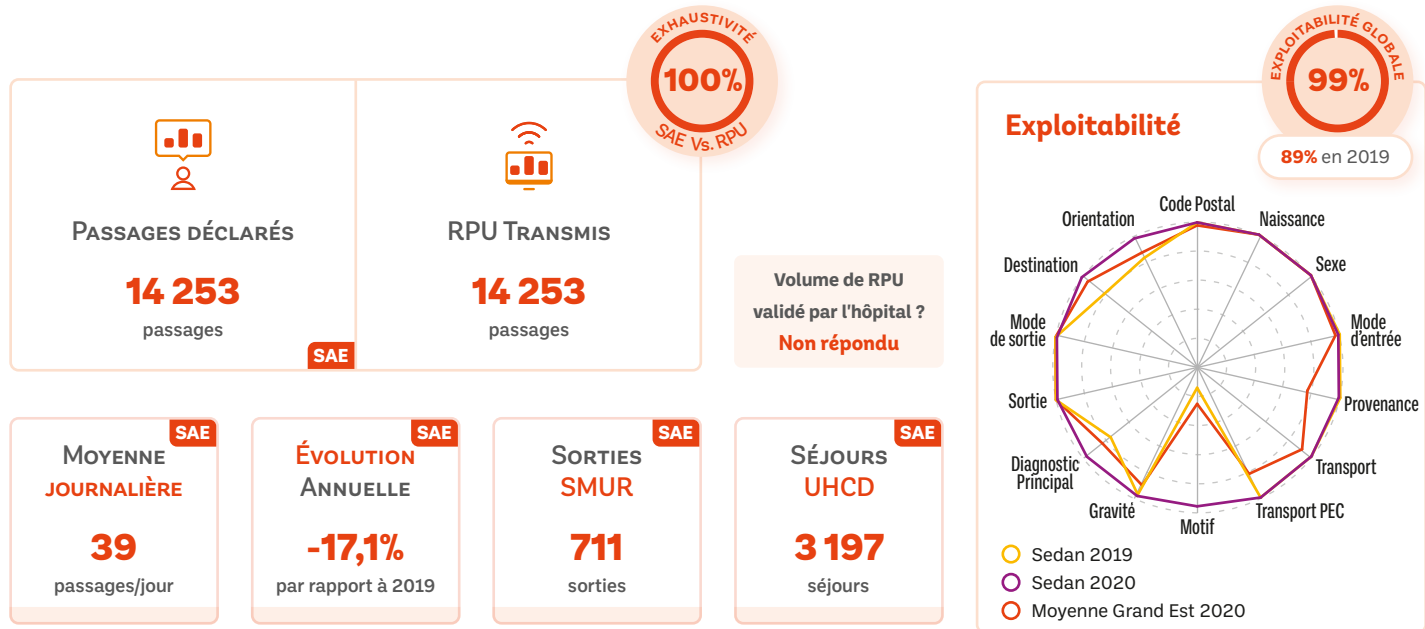 EXHAUSTIVITÉ
100%
SAE Vs. RPU
PASSAGES DÉCLARÉS
14 253
passages
SAE
RPU TRANSMIS
14 253
passages
Volume de RPU
validé par l'hôpital ?
Non répondu
SAE
MOYENNE
JOURNALIÈRE
39
passages/jour
SAE
ÉVOLUTION
ANNUELLE
-17,1%
par rapport à 2019
SAE
SORTIES
SMUR
711
sorties
SAE
SÉJOURS
UHCD
3 197
séjours
EXPLOITABILITÉ GLOBALE
99%
89% en 2019
Exploitabilité
Code Postal
Naissance
Sexe
Mode
d'entrée
Provenance
Transport
Transport PEC
Motif
Gravité
Diagnostic
Principal
Sortie
Mode
de sortie
Destination
Orientation
Sedan 2019
Sedan 2020
Moyenne Grand Est 2020